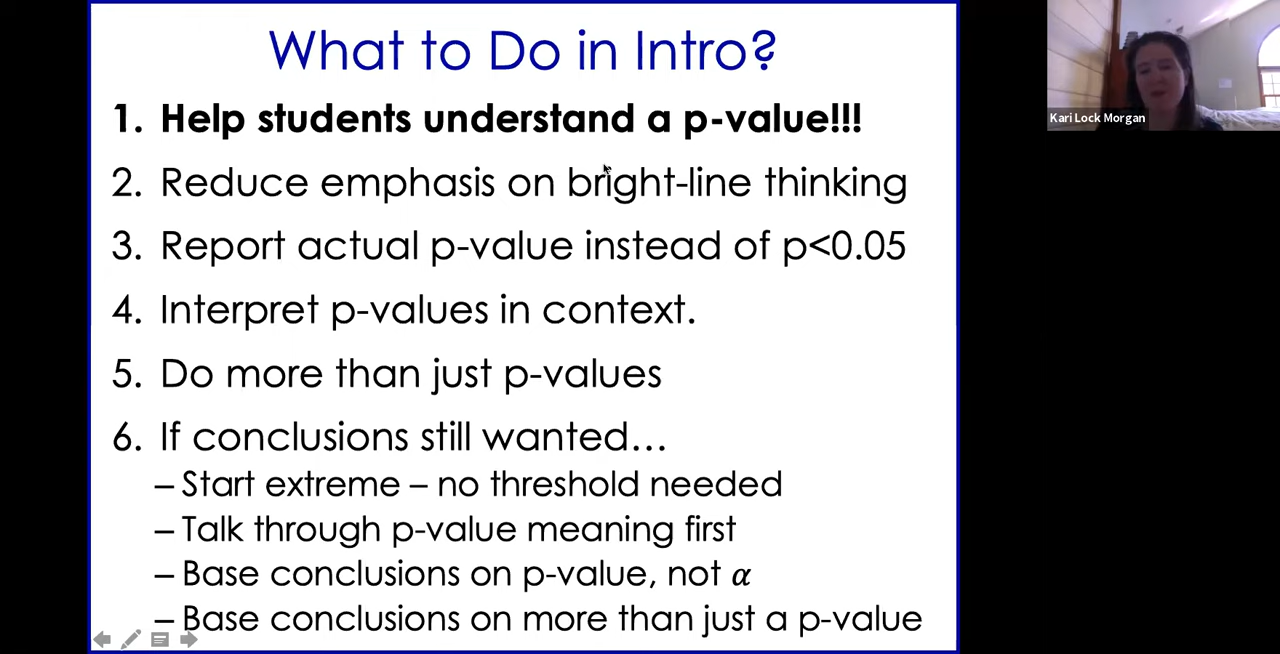 What to Do in Intro?
1. Help students understand a p-value!!!
2. Reduce emphasis on bright-line thinking
3. Report actual p-value instead of p<0.05
4. Interpret p-values in context.
5. Do more than just p-values
6. If conclusions still wanted…
– Start extreme – no threshold needed
– Talk through p-value meaning first
– Base conclusions on p-value, not α
– Base conclusions on more than just a p-value
Kari Lock Morgan